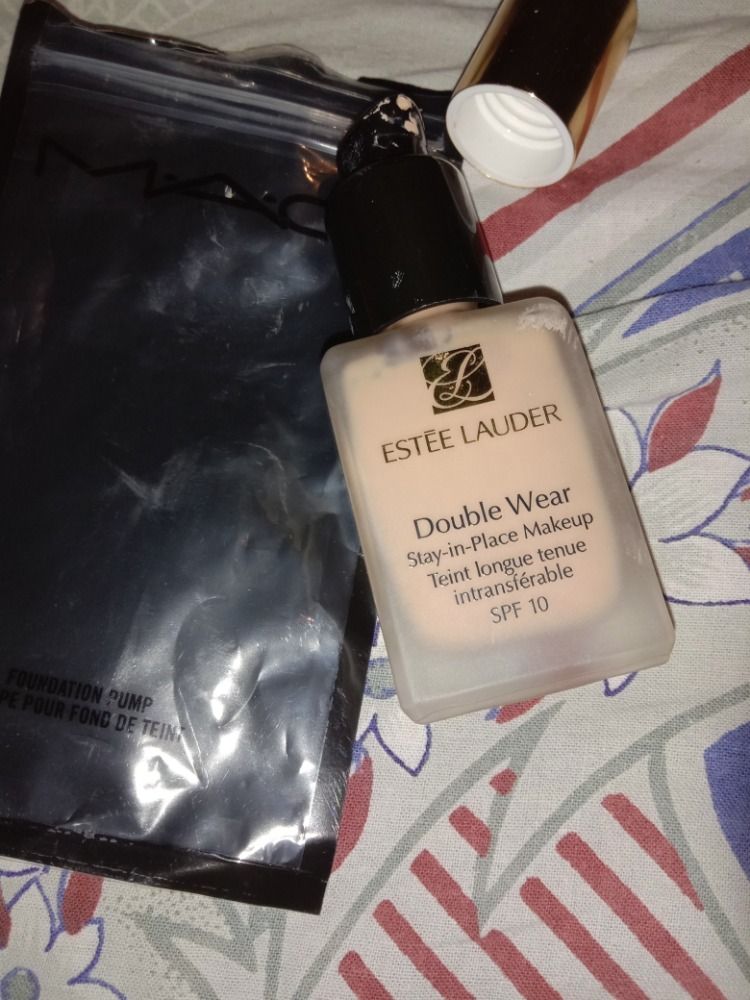 M·A·C
FOUNDATION PUMP
PE POUR FOND DE TEINT
ESTĒE LAUDER
Double Wear
Stay-in-Place Makeup
Teint longue tenue
intransférable
SPF 10